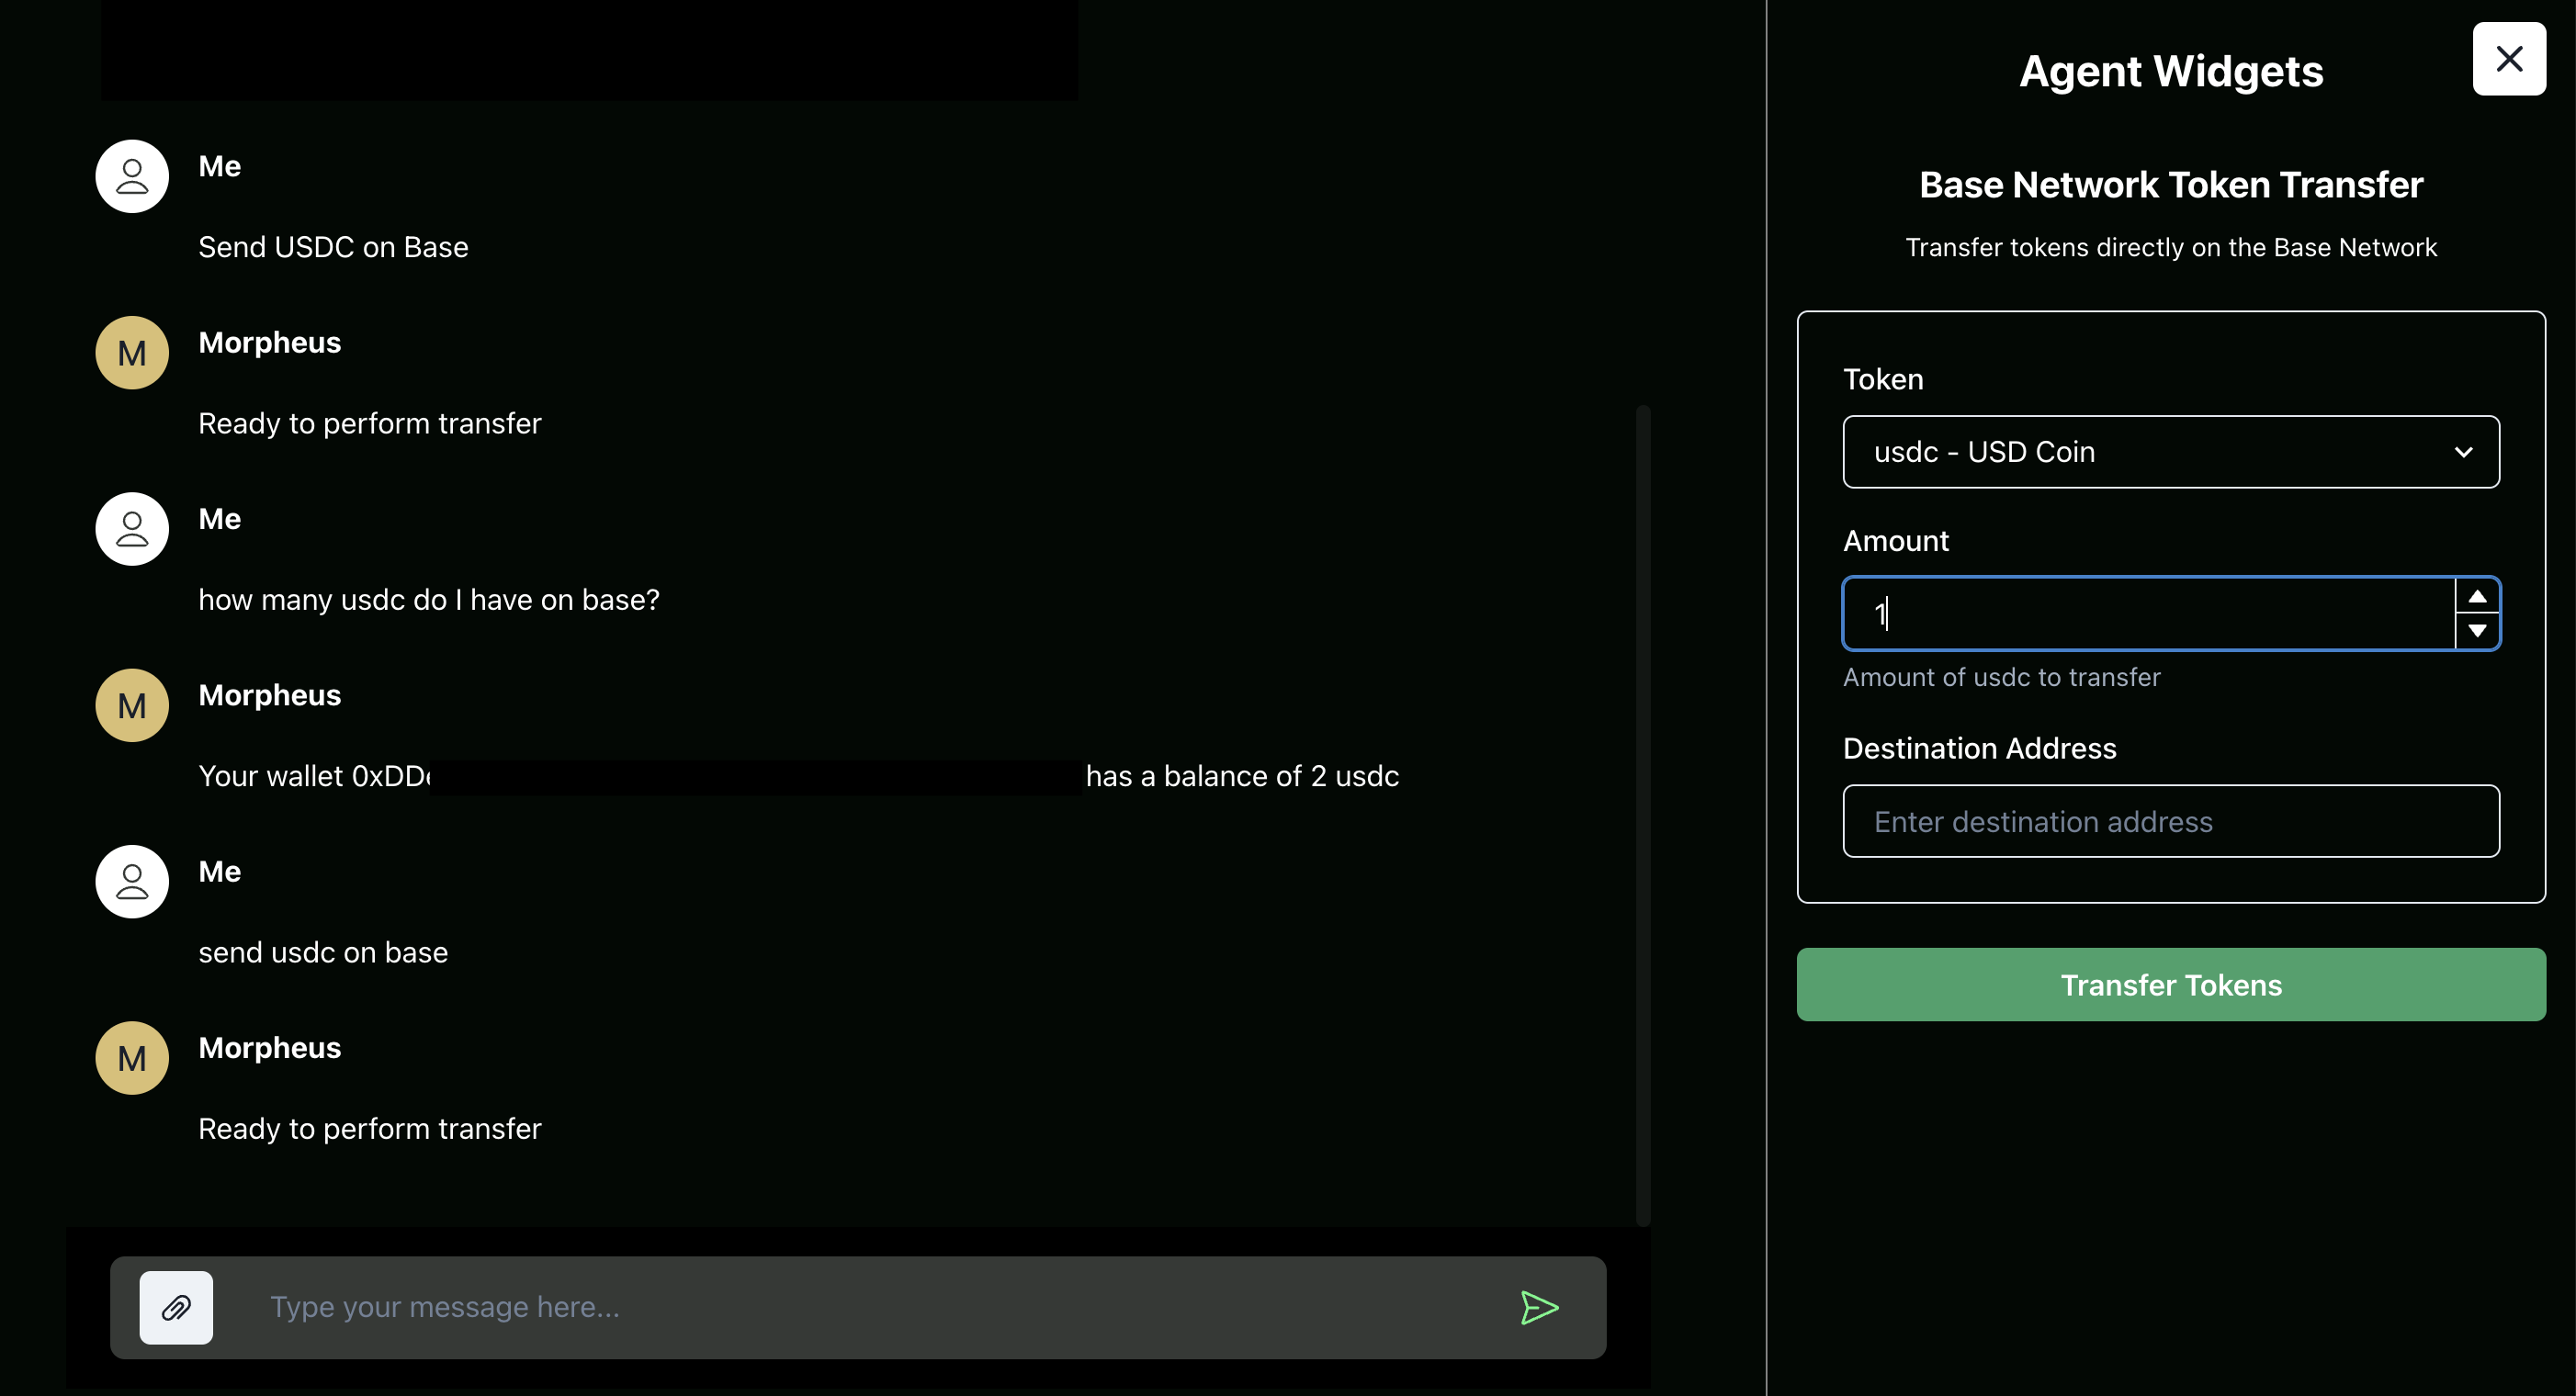 Me
Send USDC on Base
M
Morpheus
Ready to perform transfer
Me
how many usdc do I have on base?
M
Morpheus
Your wallet 0xDD has a balance of 2 usdc
Me
send usdc on base
M
Morpheus
Ready to perform transfer
Type your message here...
Agent Widgets
Base Network Token Transfer
Transfer tokens directly on the Base Network
Token
usdc - USD Coin
Amount
1
Amount of usdc to transfer
Destination Address
Enter destination address
Transfer Tokens